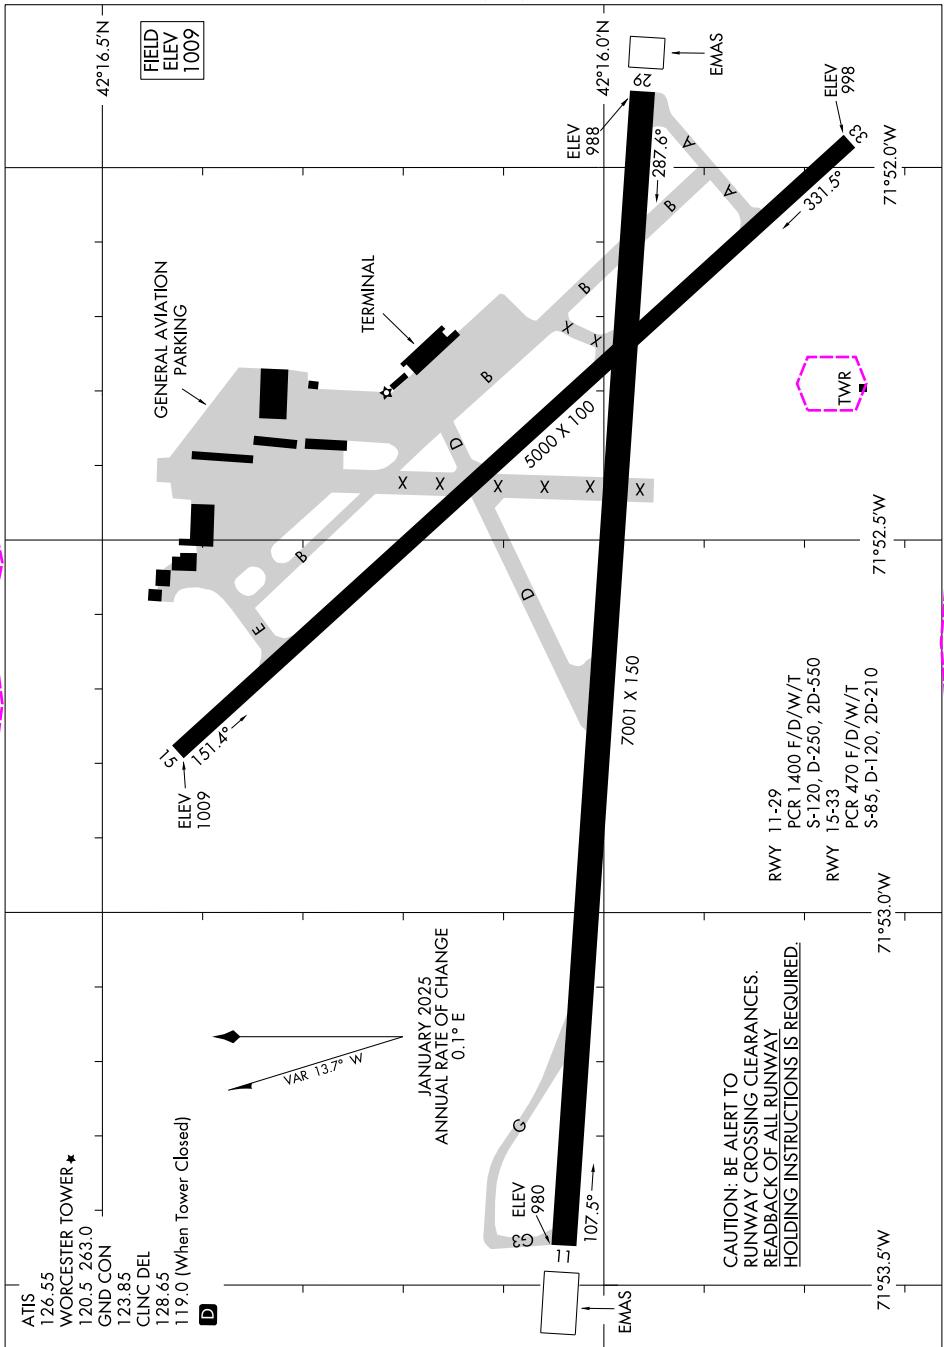 ATIS
126.55
WORCESTER TOWER
120.5 263.0
GND CON
123.85
CLNC DEL
128.65
119.0 (When Tower Closed)
D
FIELD
ELEV
1009
42°16.5'N
42°16.0'N
EMAS
29
ELEV
988
287.6°
ELEV
998
33
331.5°
71°52.0'W
A
A
B
B
X
X
GENERAL AVIATION
PARKING
TERMINAL
B
D
5000 X 100
X
X
X
X
X
X
TWR
71°52.5'W
B
D
E
15
151.4°
ELEV
1009
7001 X 150
RWY 11-29
PCR 1400 F/D/W/T
S-120, D-250, 2D-550
RWY 15-33
PCR 470 F/D/W/T
S-85, D-120, 2D-210
71°53.0'W
VAR 13.7° W
JANUARY 2025
ANNUAL RATE OF CHANGE
0.1° E
G
G3
ELEV
980
11
107.5°
EMAS
CAUTION: BE ALERT TO
RUNWAY CROSSING CLEARANCES.
READBACK OF ALL RUNWAY
HOLDING INSTRUCTIONS IS REQUIRED.
71°53.5'W